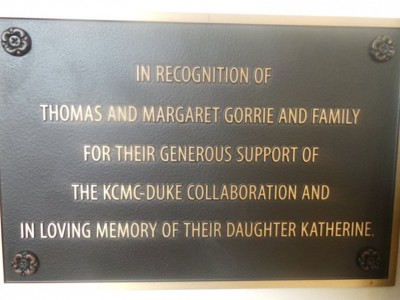 IN RECOGNITION OF
THOMAS AND MARGARET GORRIE AND FAMILY
FOR THEIR GENEROUS SUPPORT OF
THE KCMC-DUKE COLLABORATION AND
IN LOVING MEMORY OF THEIR DAUGHTER KATHERINE.